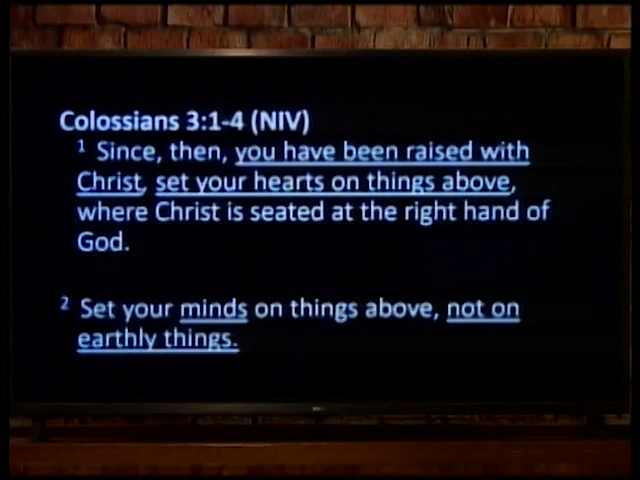 Colossians 3:1-4 (NIV)
1 Since, then, you have been raised with
Christ, set your hearts on things above,
where Christ is seated at the right hand of
God.
2 Set your minds on things above, not on
earthly things.